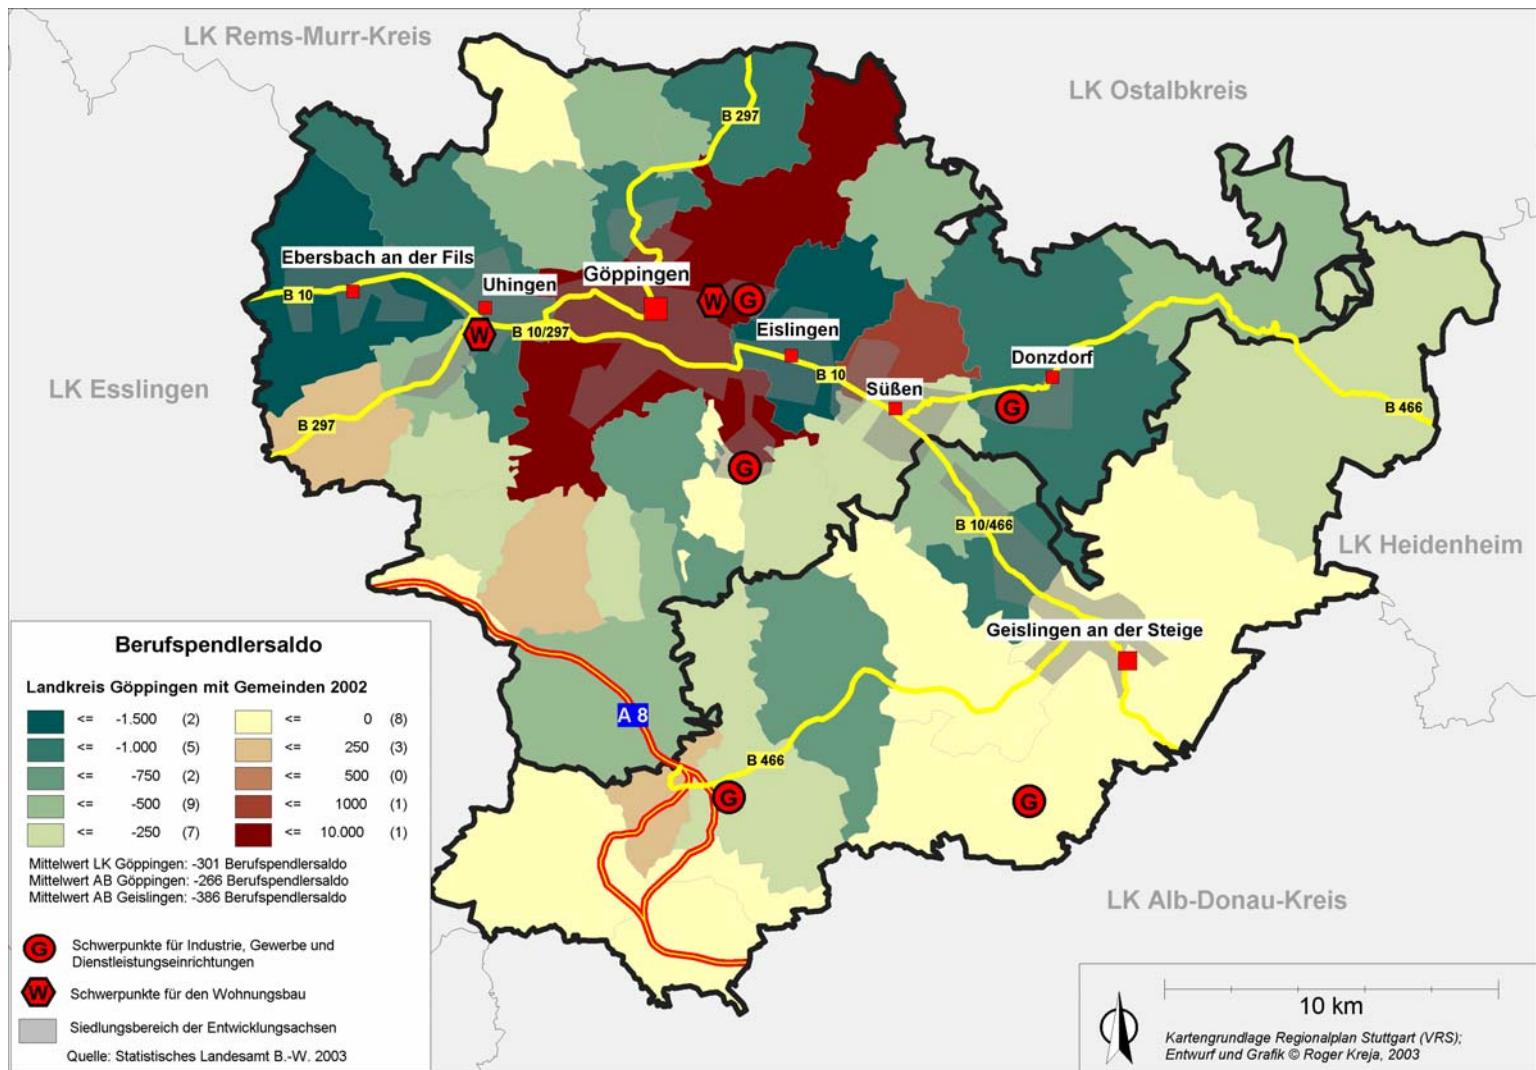 LK Rems-Murr-Kreis
LK Ostalbkreis
B 297
Ebersbach an der Fils
Uhingen
Göppingen
W
G
B 10
Eislingen
W
B 10/297
Donzdorf
LK Esslingen
B 10
Süßen
G
B 466
B 297
G
B 10/466
LK Heidenheim
Geislingen an der Steige
A 8
B 466
G
G
LK Alb-Donau-Kreis
Berufspendlersaldo
Landkreis Göppingen mit Gemeinden 2002
<= -1.500 (2) <= 0 (8)
<= -1.000 (5) <= 250 (3)
<= -750 (2) <= 500 (0)
<= -500 (9) <= 1000 (1)
<= -250 (7) <= 10.000 (1)
Mittelwert LK Göppingen: -301 Berufspendlersaldo
Mittelwert AB Göppingen: -266 Berufspendlersaldo
Mittelwert AB Geislingen: -386 Berufspendlersaldo
G Schwerpunkte für Industrie, Gewerbe und
Dienstleistungseinrichtungen
W Schwerpunkte für den Wohnungsbau
Siedlungsbereich der Entwicklungsachsen
Quelle: Statistisches Landesamt B.-W. 2003
10 km
Kartengrundlage Regionalplan Stuttgart (VRS);
Entwurf und Grafik © Roger Kreja, 2003